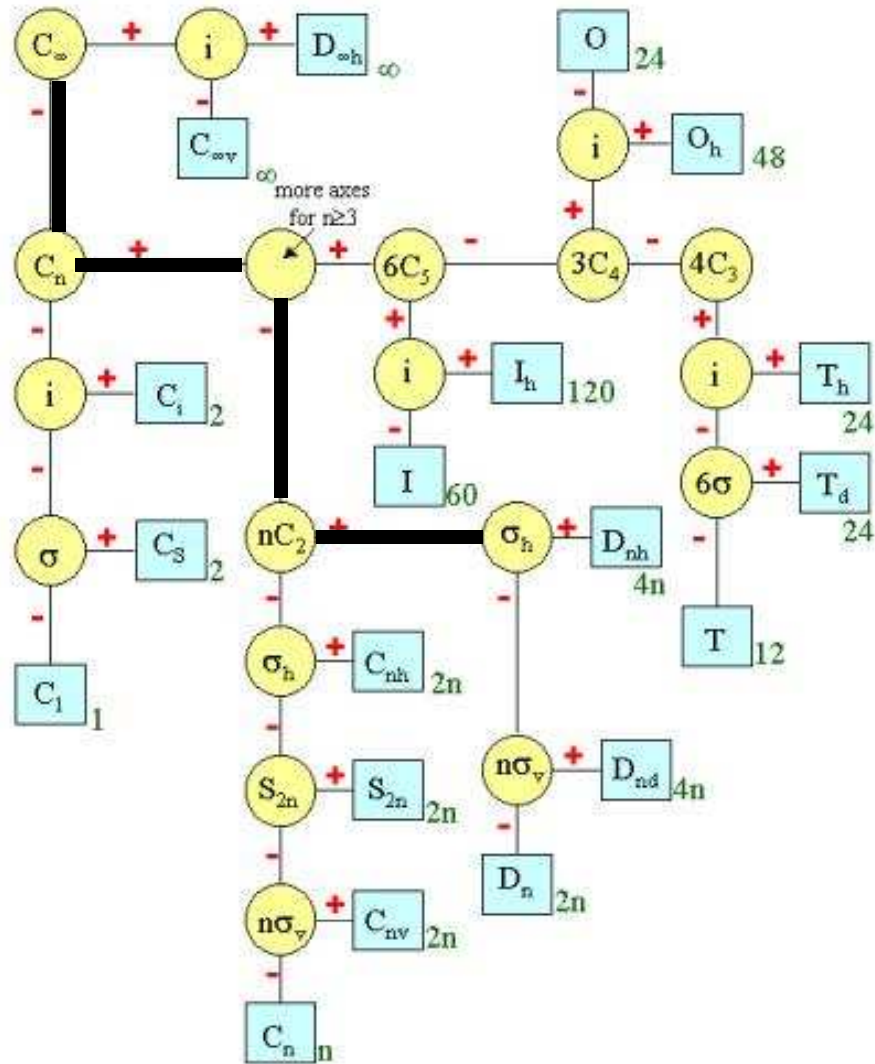 C∞ + i + D∞h ∞
-
- C∞v ∞
O 24
-
i + Oh 48
+
more axes
for n≥3
Cn + + 6C5 - 3C4 - 4C3
-
i + Ci 2
-
σ + CS 2
-
C1 1
+
i + Ih 120
-
I 60
+
i + Th 24
-
6σ + Td 24
-
T 12
-
nC2 + σh + Dnh 4n
-
σh + Cnh 2n
-
S2n + S2n 2n
-
nσv + Cnv 2n
-
Cn n
-
nσv + Dnd 4n
-
Dn 2n